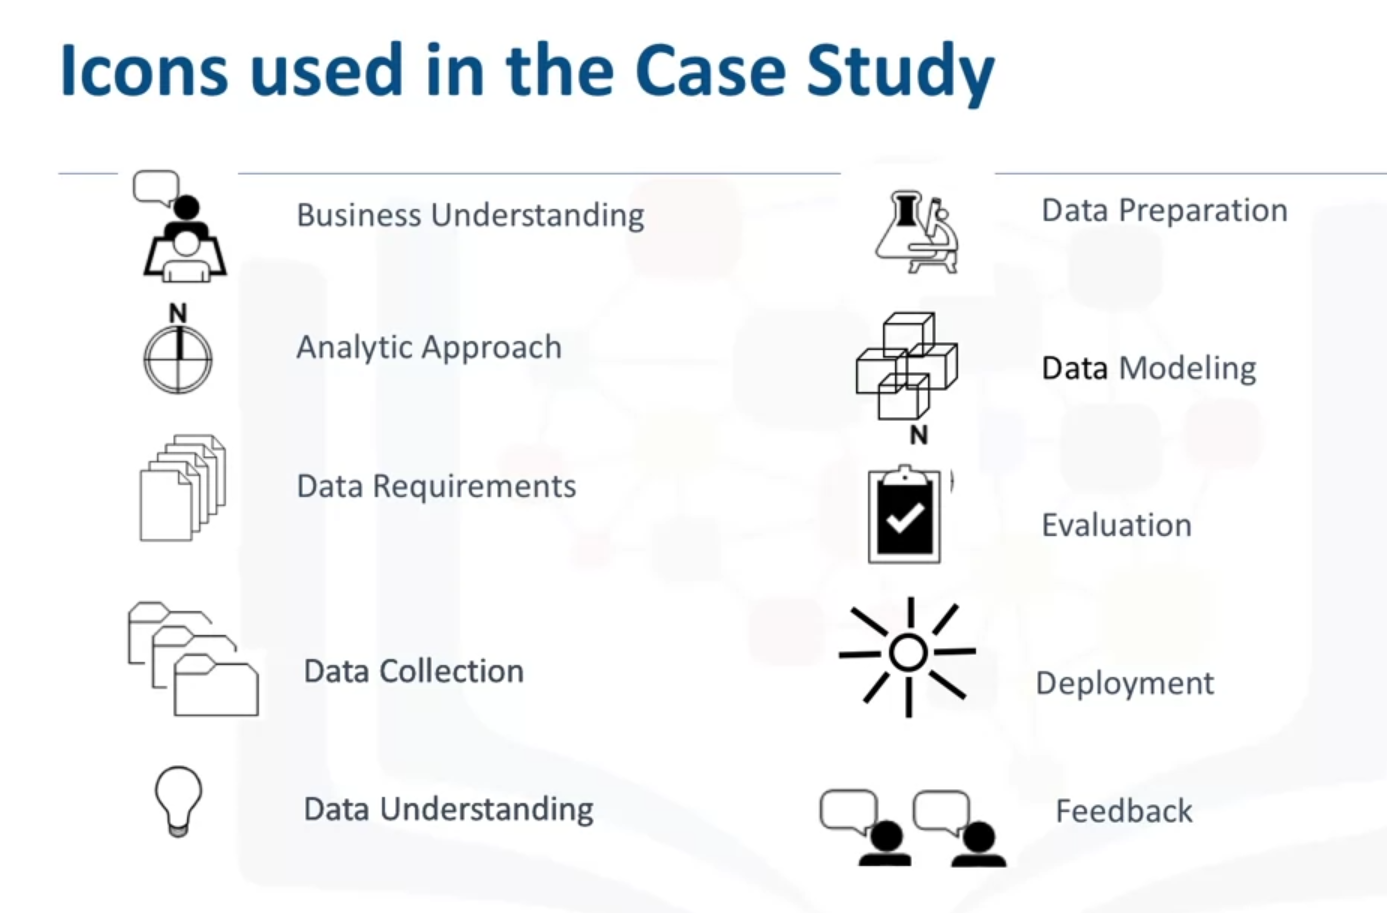 Icons used in the Case Study
Business Understanding
N
Analytic Approach
Data Requirements
Data Collection
Data Understanding
Data Preparation
Data Modeling
N
Evaluation
Deployment
Feedback